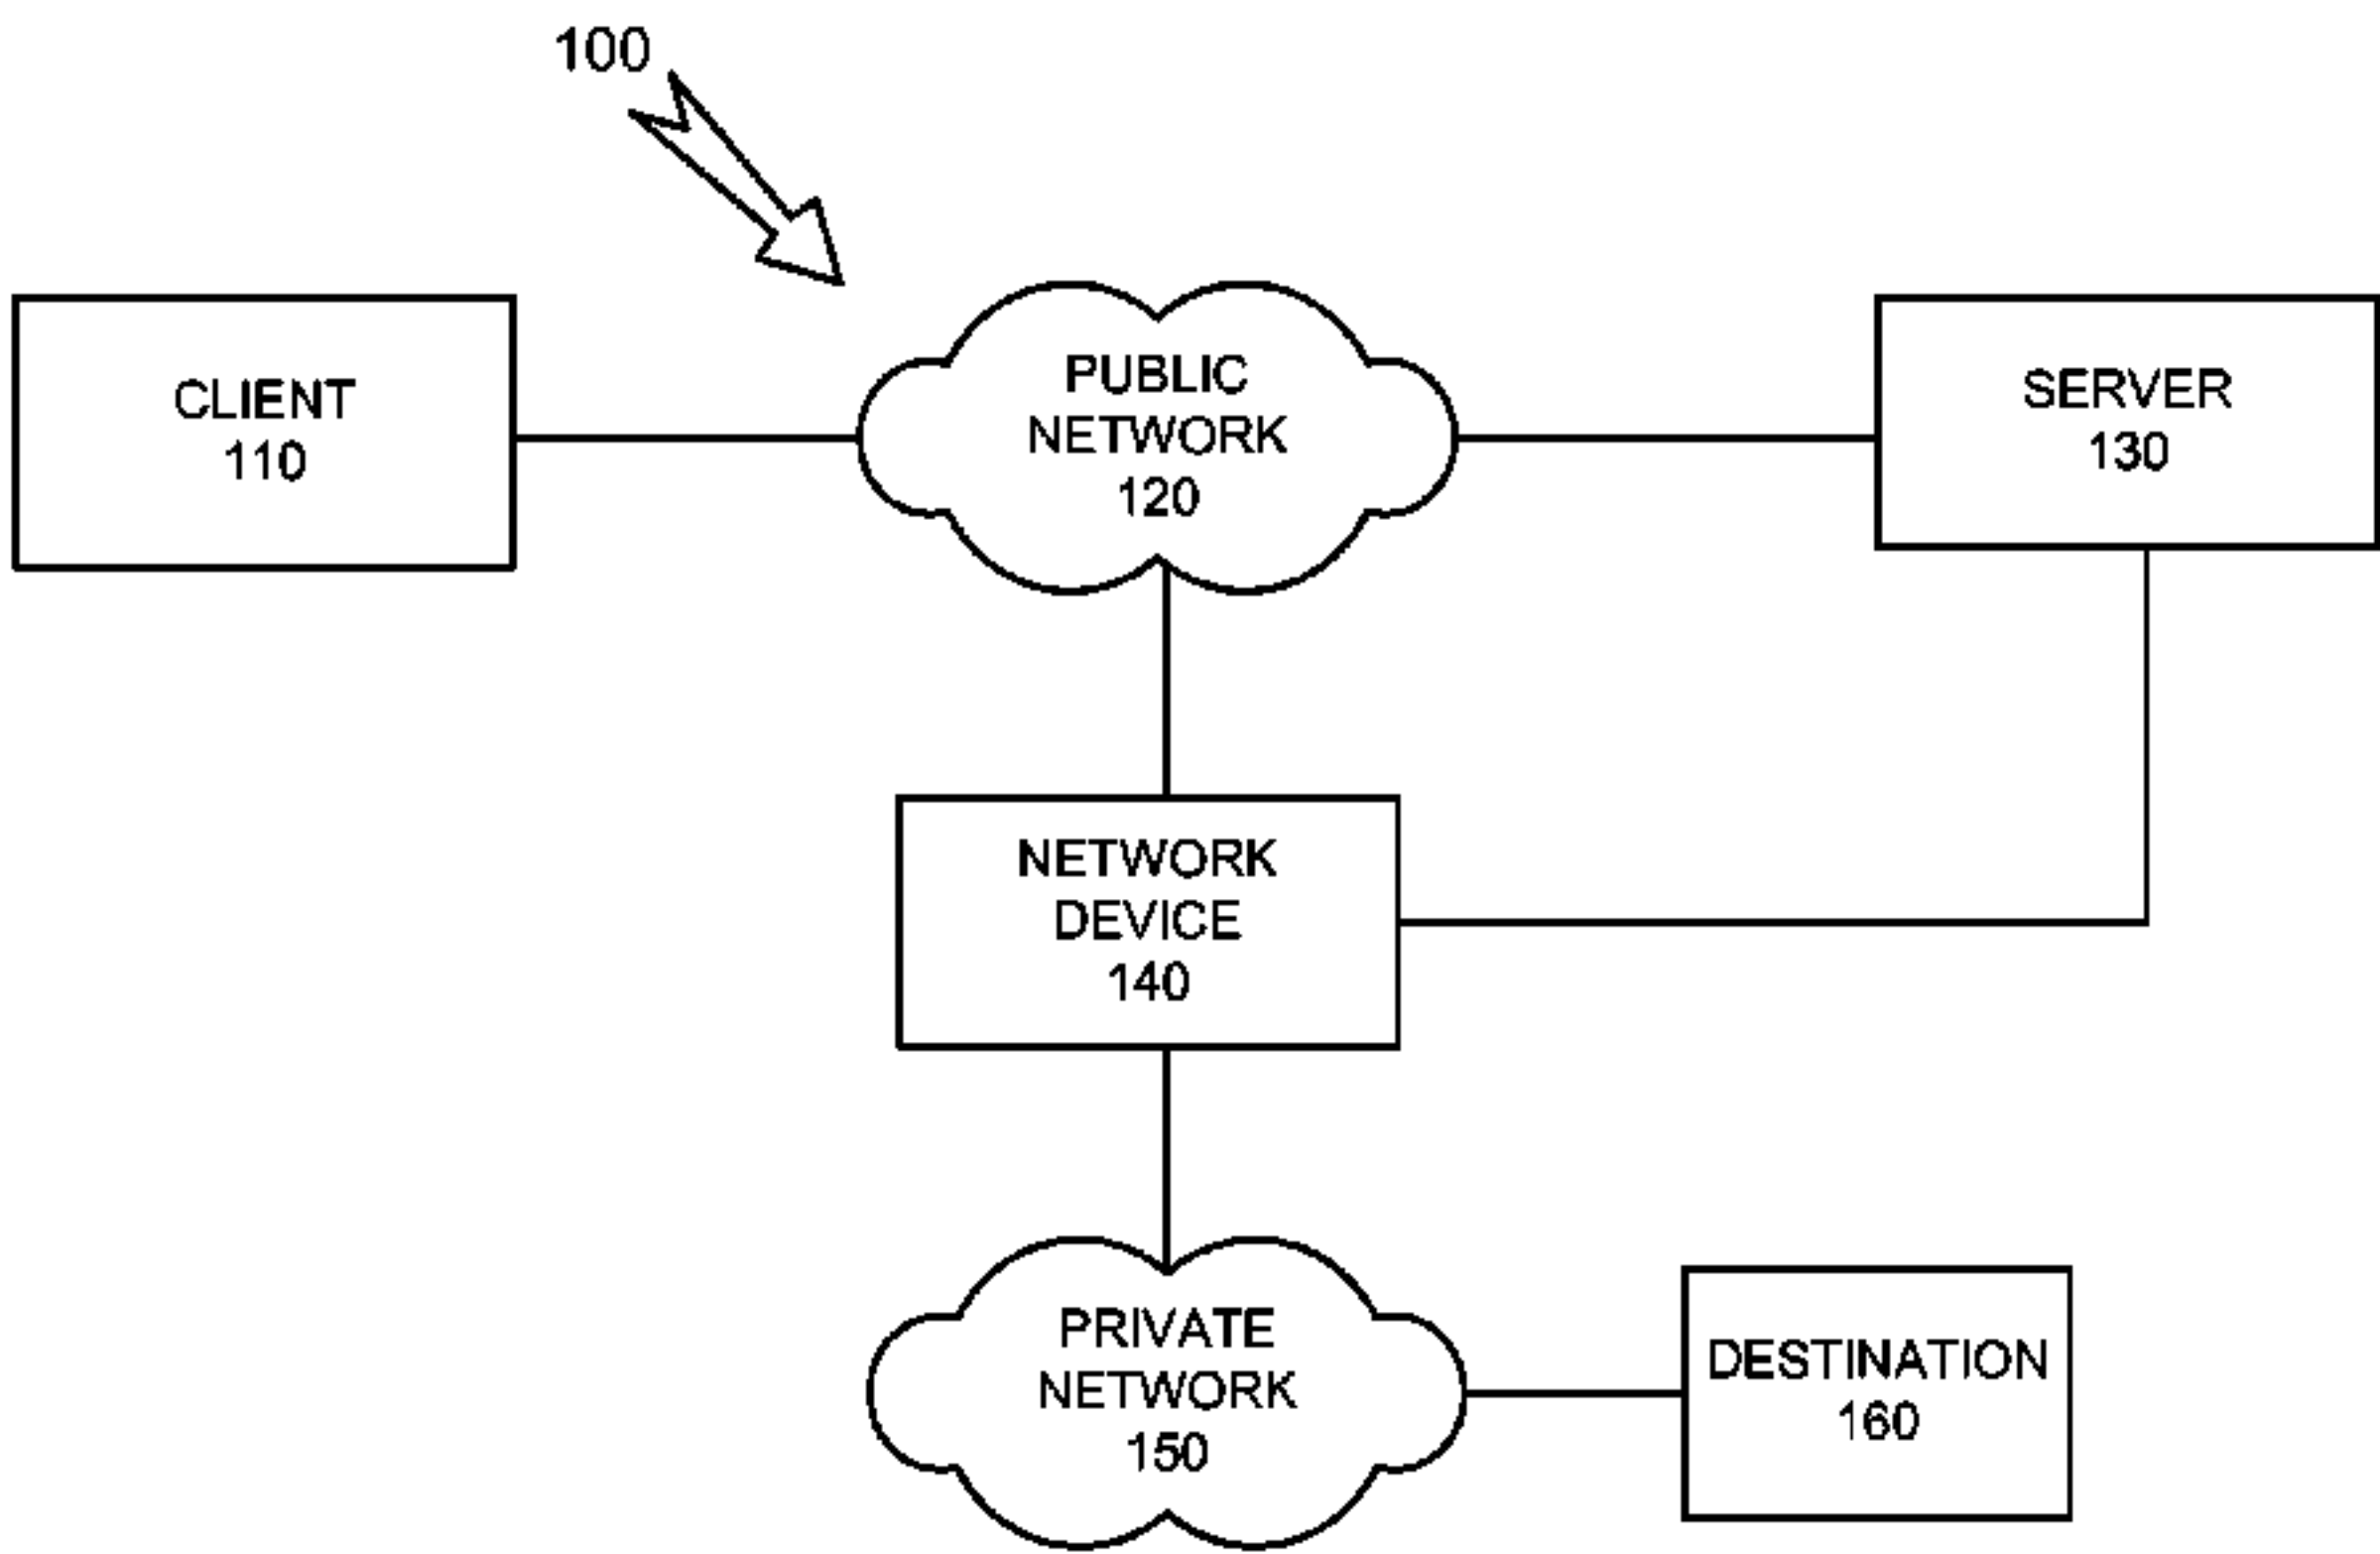 100
CLIENT
110
PUBLIC
NETWORK
120
SERVER
130
NETWORK
DEVICE
140
PRIVATE
NETWORK
150
DESTINATION
160